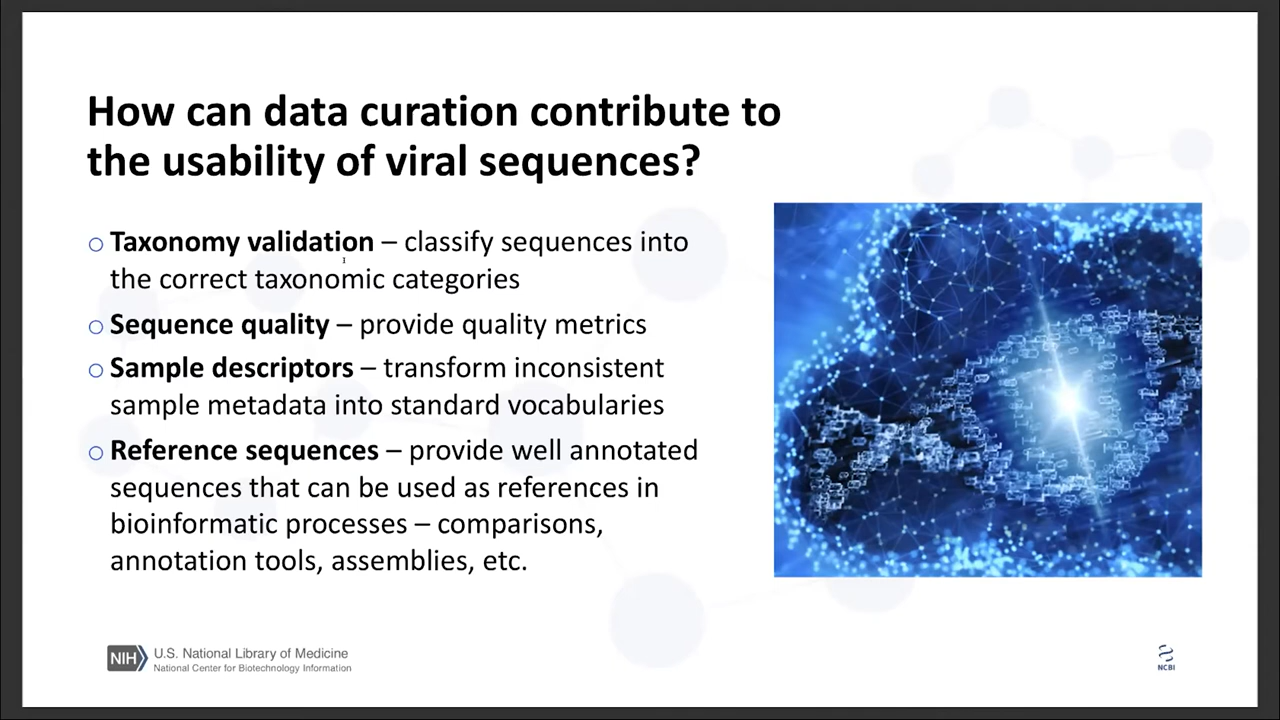 How can data curation contribute to
the usability of viral sequences?
○ Taxonomy validation – classify sequences into
the correct taxonomic categories
○ Sequence quality – provide quality metrics
○ Sample descriptors – transform inconsistent
sample metadata into standard vocabularies
○ Reference sequences – provide well annotated
sequences that can be used as references in
bioinformatic processes – comparisons,
annotation tools, assemblies, etc.
NIH U.S. National Library of Medicine
National Center for Biotechnology Information
NCBI